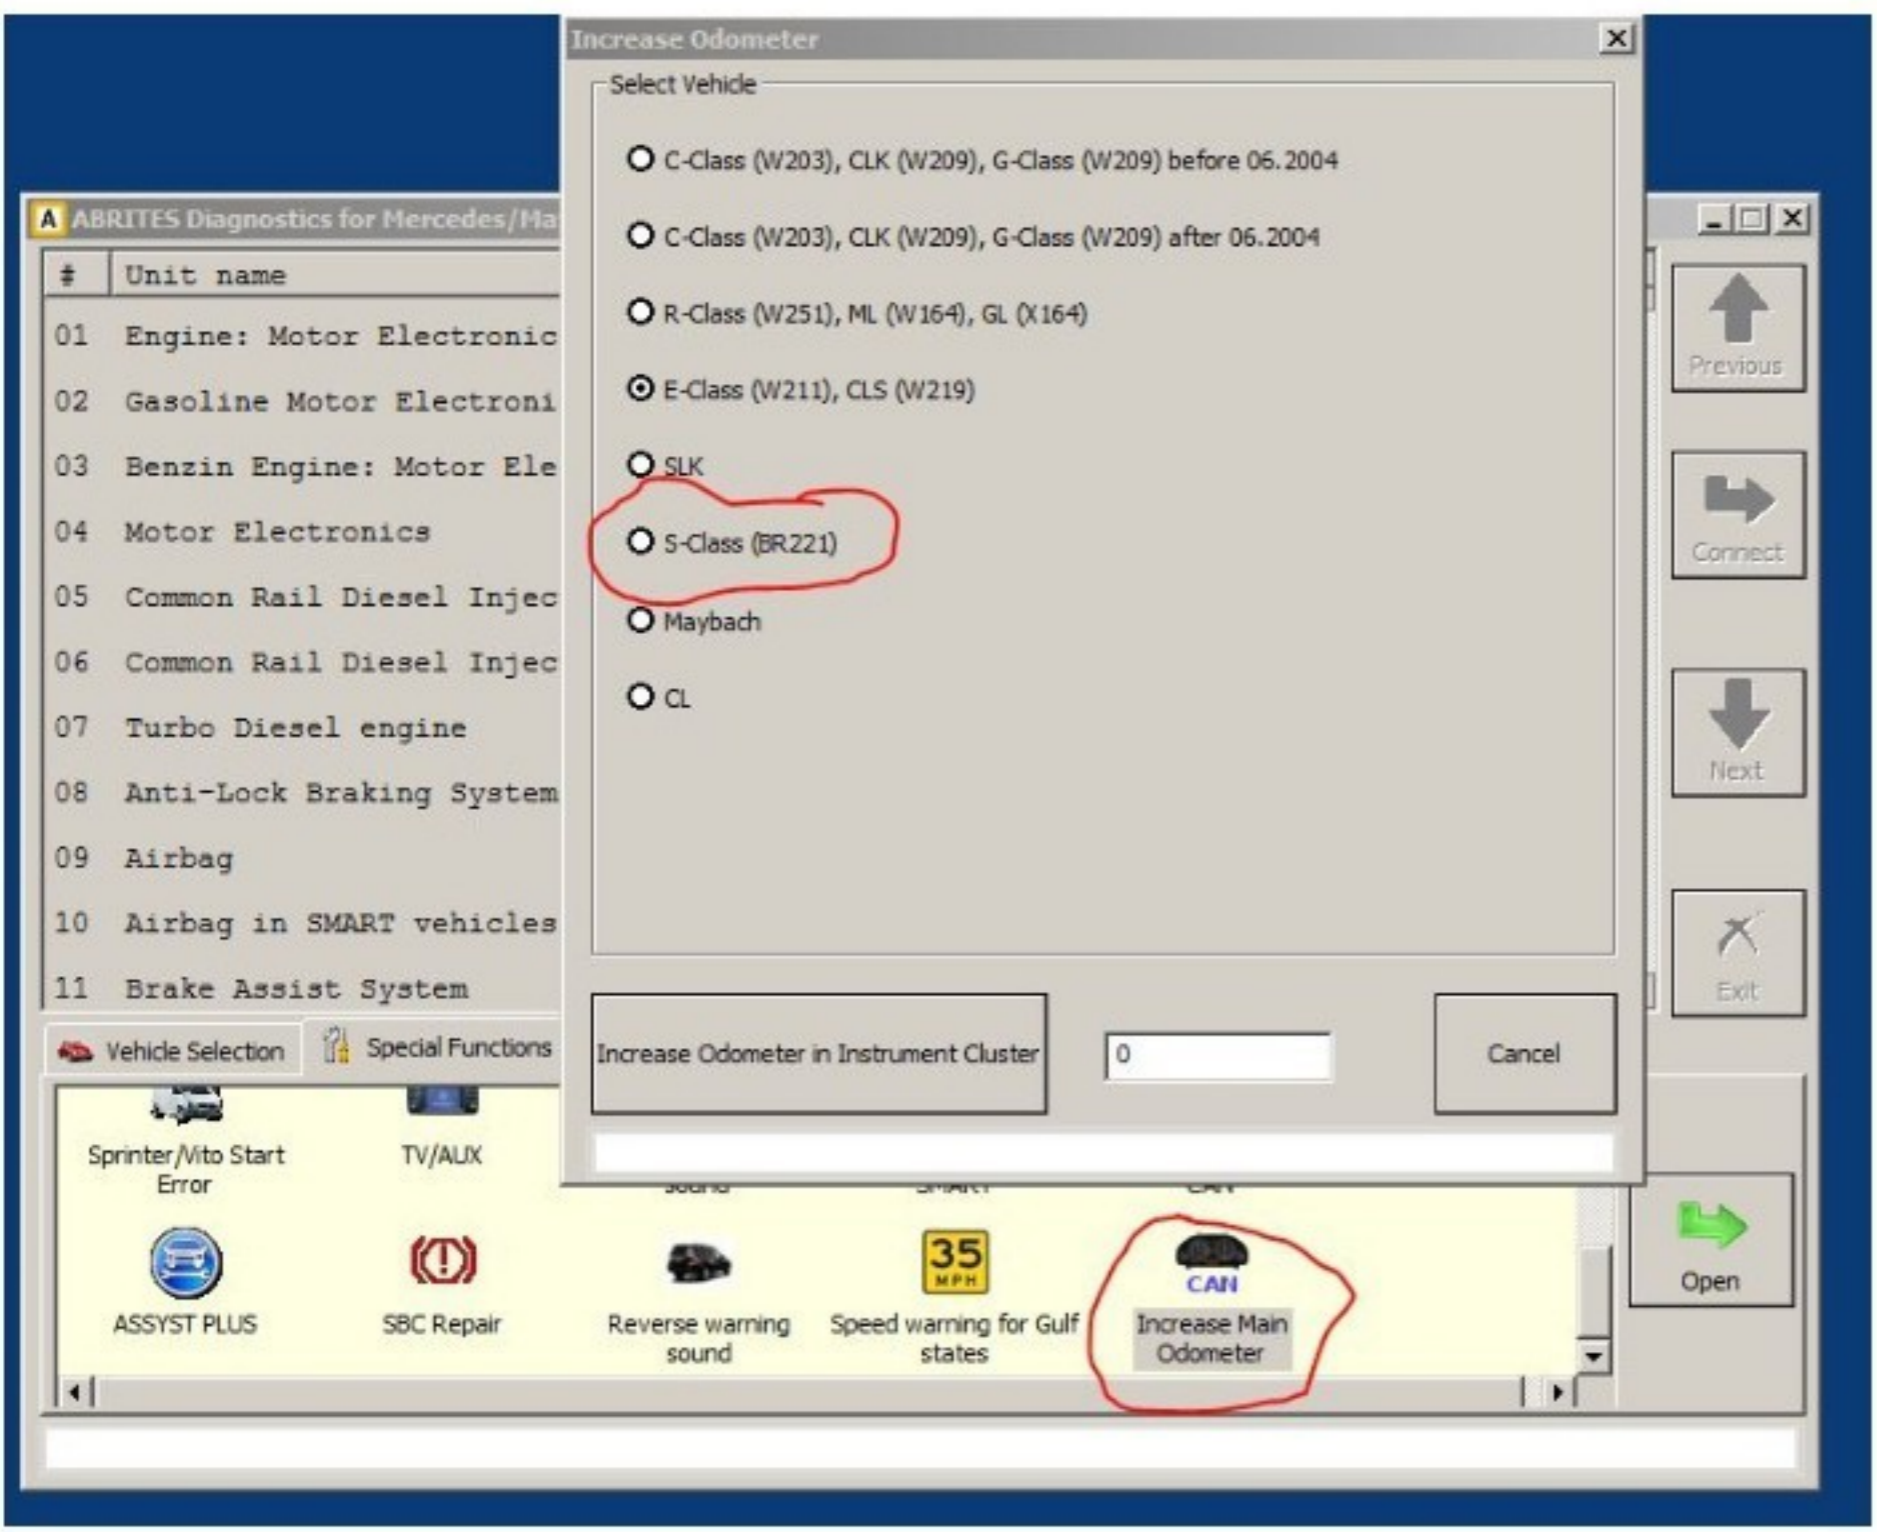 Increase Odometer
Select Vehicle
C-Class (W203), CLK (W209), G-Class (W209) before 06.2004
C-Class (W203), CLK (W209), G-Class (W209) after 06.2004
R-Class (W251), ML (W164), GL (X164)
E-Class (W211), CLS (W219)
SLK
S-Class (BR221)
Maybach
CL
Increase Odometer in Instrument Cluster
0
Cancel
A ABRITES Diagnostics for Mercedes/Ma
# Unit name
01 Engine: Motor Electronic
02 Gasoline Motor Electroni
03 Benzin Engine: Motor Ele
04 Motor Electronics
05 Common Rail Diesel Injec
06 Common Rail Diesel Injec
07 Turbo Diesel engine
08 Anti-Lock Braking System
09 Airbag
10 Airbag in SMART vehicles
11 Brake Assist System
Previous
Connect
Next
Exit
Vehicle Selection
Special Functions
Sprinter/Vito Start
Error
TV/AUX
sound
SMART
CAN
ASSYST PLUS
SBC Repair
Reverse warning
sound
35
MPH
Speed warning for Gulf
states
CAN
Increase Main
Odometer
Open